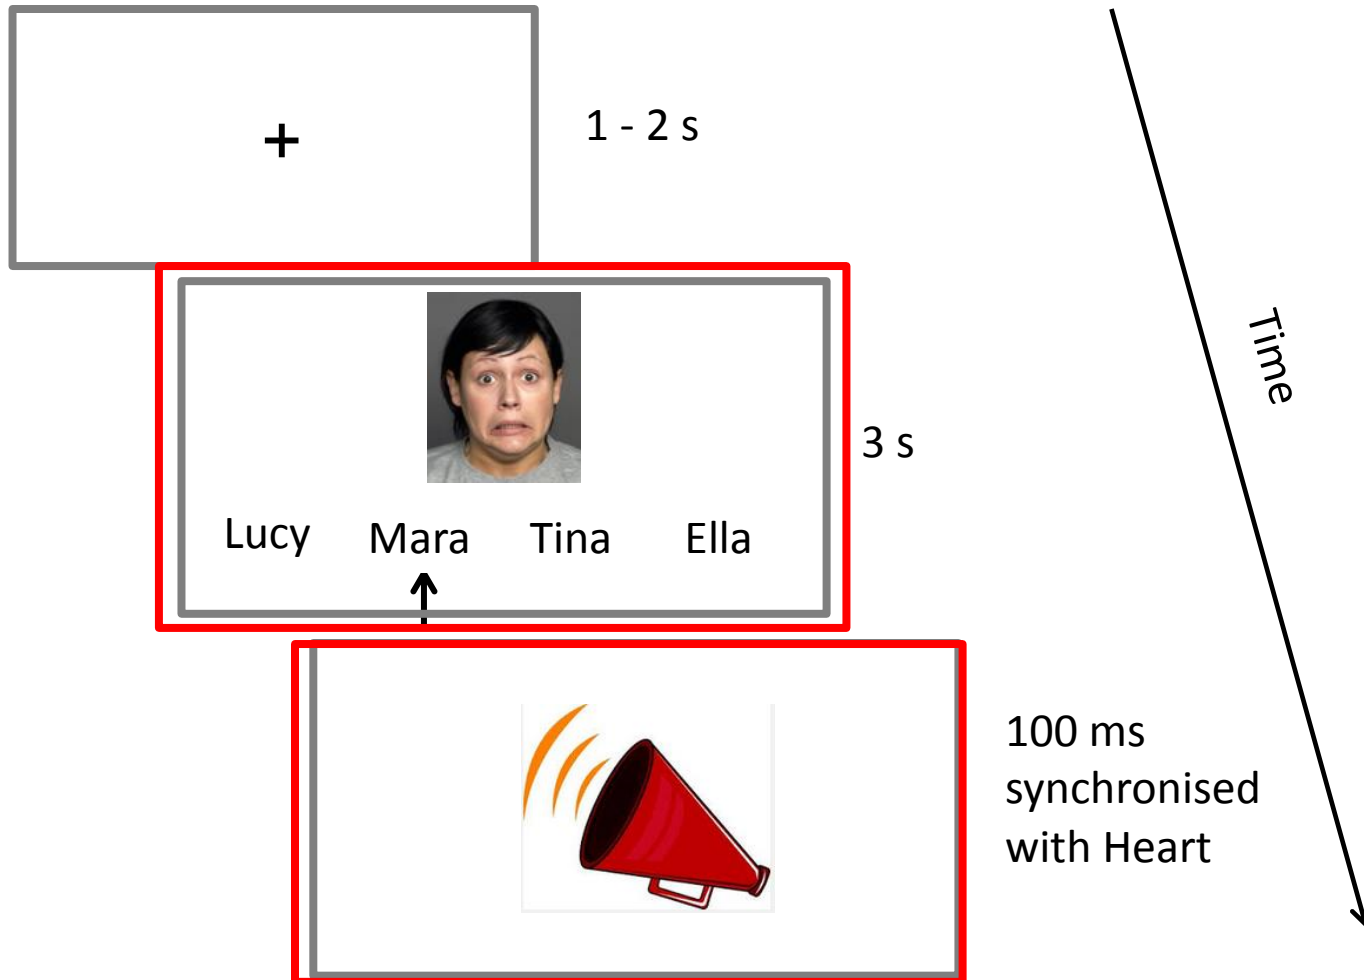 +
1 - 2 s
3 s
Lucy Mara Tina Ella
Time
100 ms
synchronised
with Heart